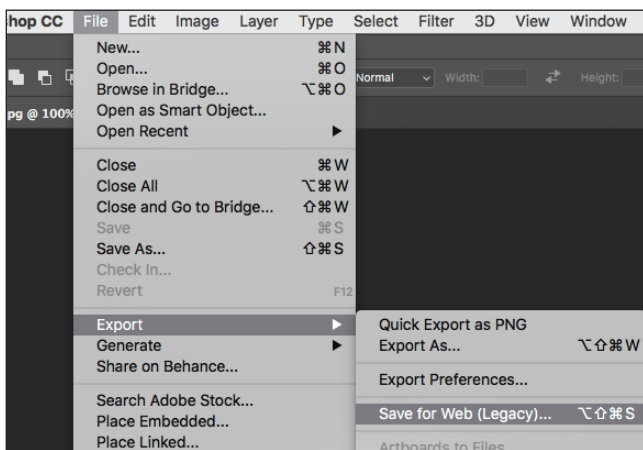 hop CC File Edit Image Layer Type Select Filter 3D View Window
New... ⌘N
Open... ⌘O
Normal Width: Height:
Browse in Bridge... ⌥⌘O
Open as Smart Object...
pg @ 100%
Open Recent ▶
Close ⌘W
Close All ⌥⌘W
Close and Go to Bridge... ⇧⌘W
Save ⌘S
Save As... ⇧⌘S
Check In...
Revert F12
Export ▶
Quick Export as PNG
Generate ▶
Export As... ⌥⇧⌘W
Share on Behance...
Export Preferences...
Search Adobe Stock...
Save for Web (Legacy)... ⌥⇧⌘S
Place Embedded...
Place Linked...
Artboards to Files